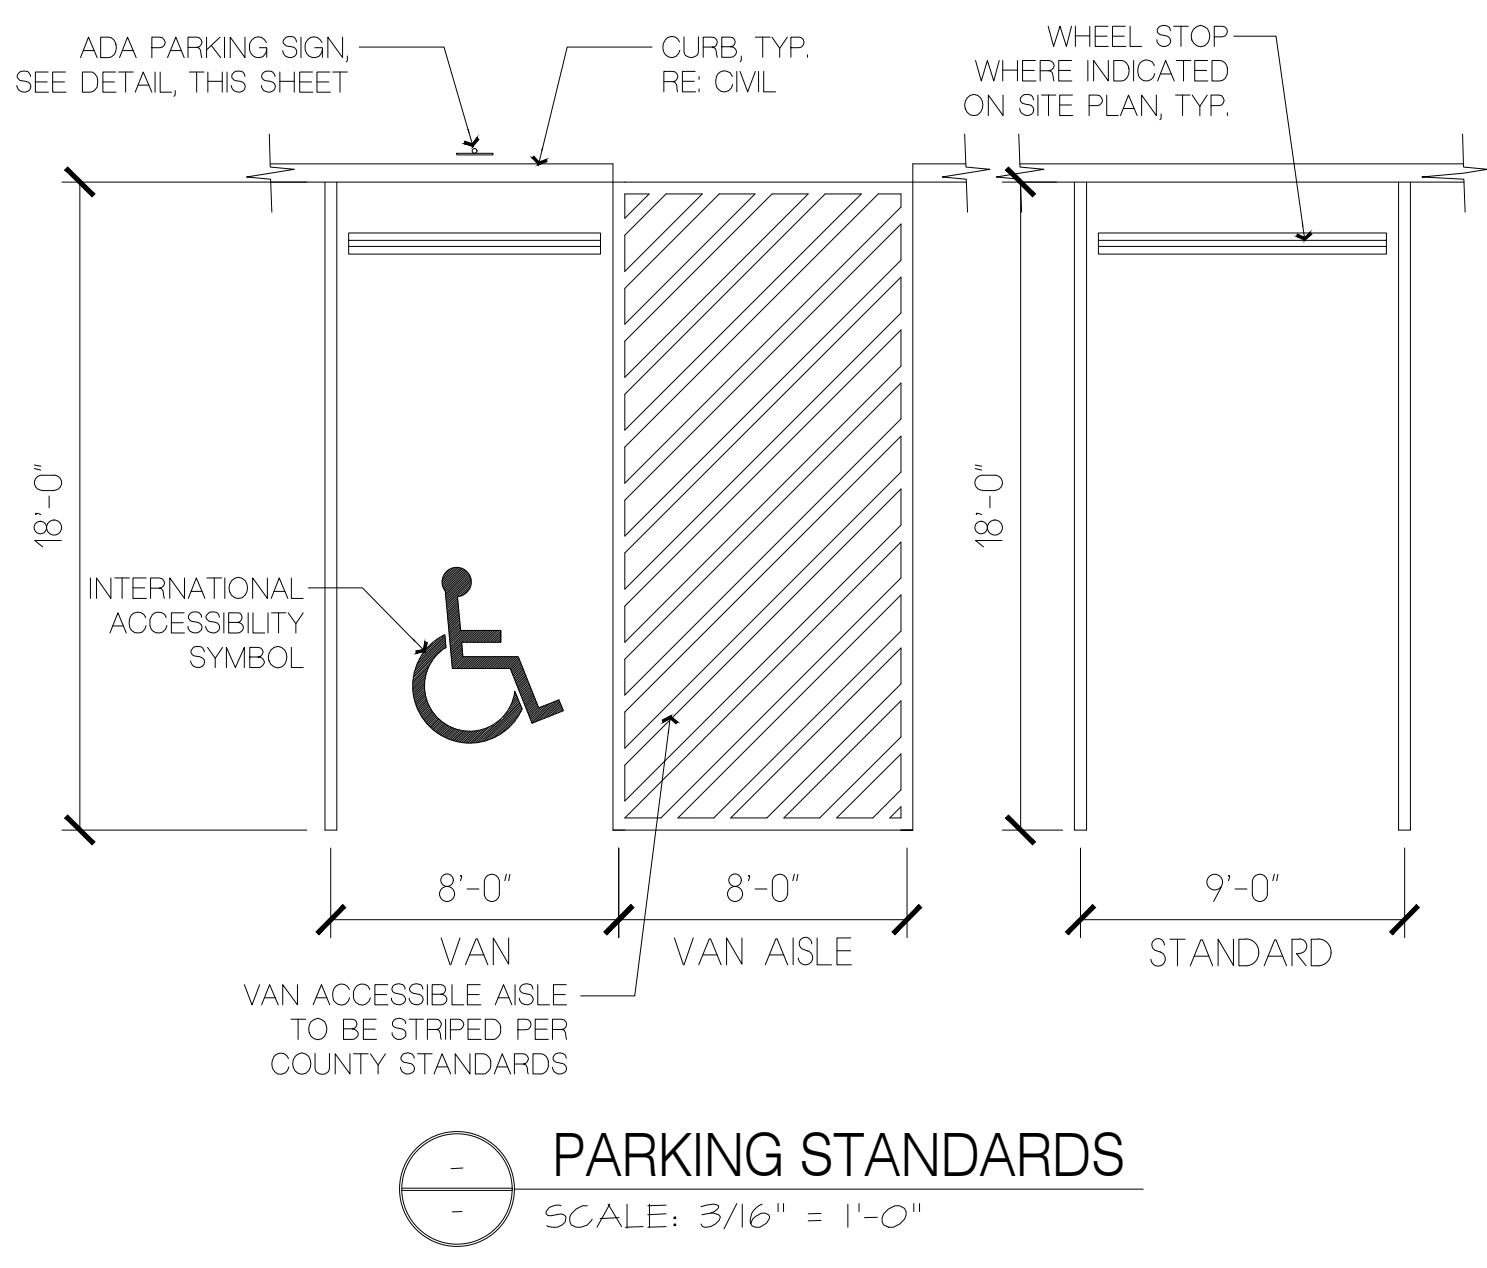 ADA PARKING SIGN,
SEE DETAIL, THIS SHEET
CURB, TYP.
RE: CIVIL
WHEEL STOP
WHERE INDICATED
ON SITE PLAN, TYP.
18'-0"
18'-0"
INTERNATIONAL
ACCESSIBILITY
SYMBOL
8'-0"
8'-0"
9'-0"
VAN
VAN AISLE
STANDARD
VAN ACCESSIBLE AISLE
TO BE STRIPED PER
COUNTY STANDARDS
-
-
PARKING STANDARDS
SCALE: 3/16" = 1'-0"